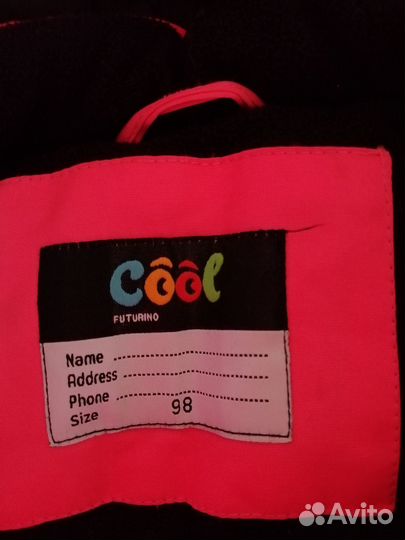 Côôl
FUTURINO
Name
Address
Phone
Size 98
Avito